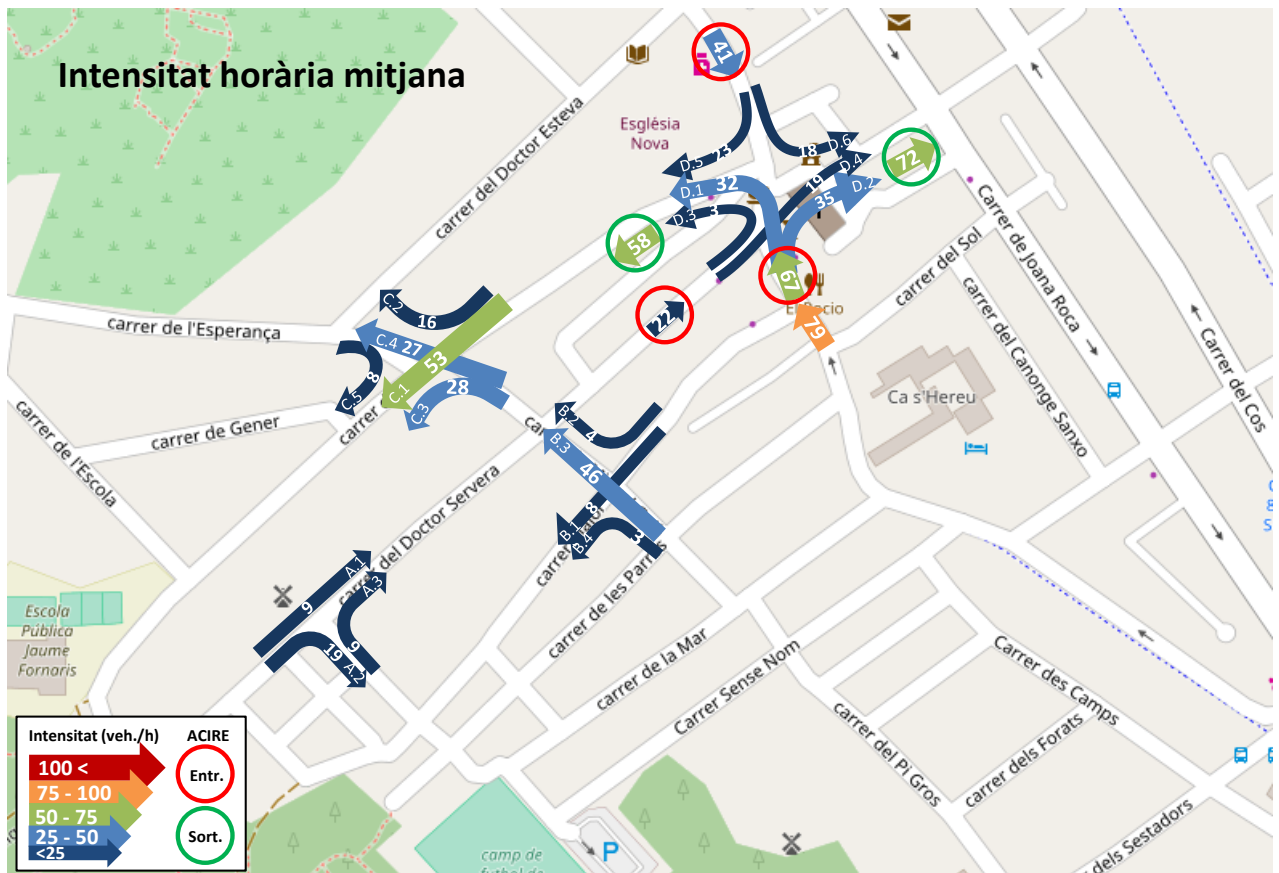 Intensitat horària mitjana
41
Església
Nova
carrer del Doctor Esteva
D.5 23
18 D.6
72
D.1 32
19 D.4
35 D.2
D.3 3
58
67
22
79
carrer del Sol
Carrer de Joana Roca
Carrer del Cos
carrer del Canonge Sanxo
Ca s'Hereu
carrer de l'Esperança
C.2 16
C.4 27
53
C.1
8
C.5
C.3 28
carrer de Gener
carrer de l'Escola
B.2 4
B.3 46
8
B.1
B.4 3
carrer del Doctor Servera
carrer de les Parres
carrer de la Mar
Carrer Sense Nom
carrer del Pi Gros
Carrer des Camps
carrer dels Forats
dels Sestadors
9 A.1
A.3
9
19 A.2
Escola
Pública
Jaume
Fornaris
camp de
P
Intensitat (veh./h) ACIRE
100 <
75 - 100
50 - 75
25 - 50
<25
Entr.
Sort.